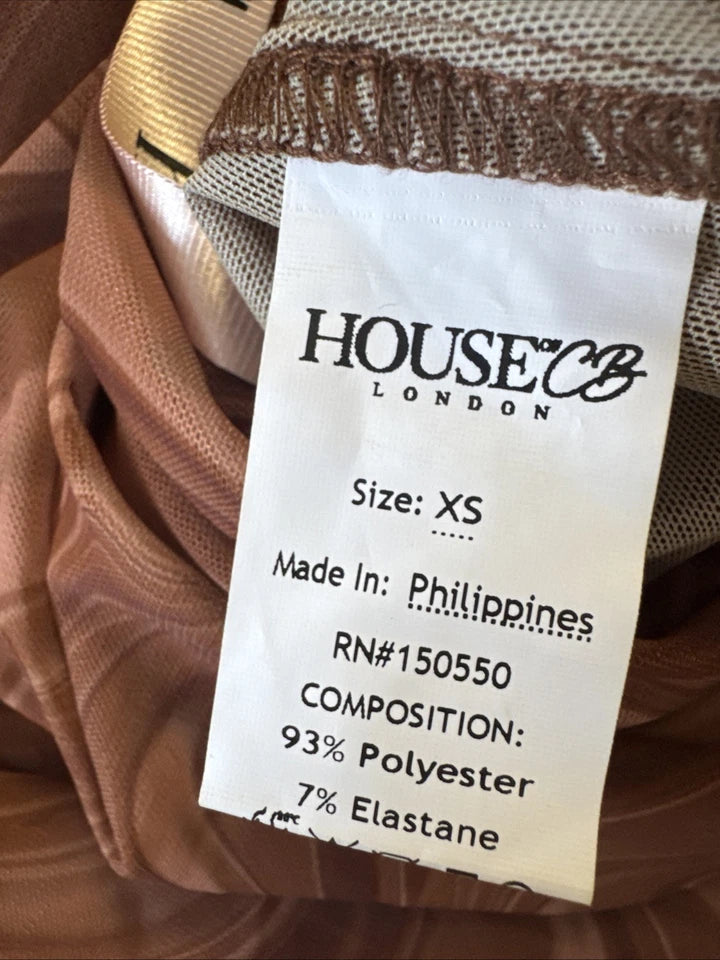 HOUSE OF CB
LONDON
Size: XS
Made In: Philippines
RN#150550
COMPOSITION:
93% Polyester
7% Elastane